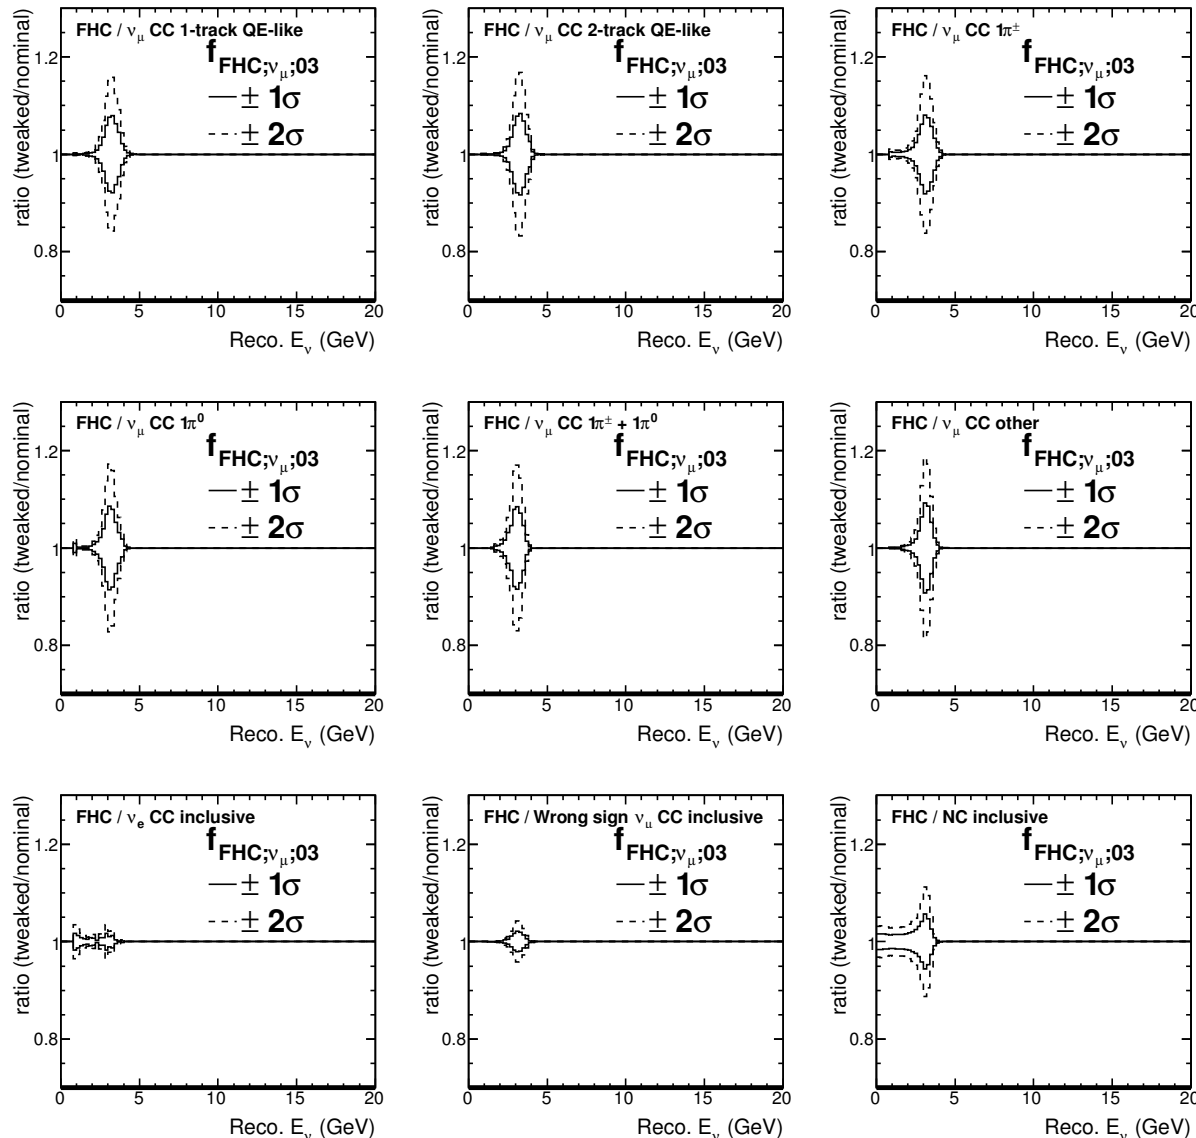 FHC / νμ CC 1-track QE-like
fFHC;νμ;03
± 1σ
± 2σ
ratio (tweaked/nominal)
1.2
1
0.8
0 5 10 15 20
Reco. Eν (GeV)
FHC / νμ CC 2-track QE-like
fFHC;νμ;03
± 1σ
± 2σ
ratio (tweaked/nominal)
1.2
1
0.8
0 5 10 15 20
Reco. Eν (GeV)
FHC / νμ CC 1π±
fFHC;νμ;03
± 1σ
± 2σ
ratio (tweaked/nominal)
1.2
1
0.8
0 5 10 15 20
Reco. Eν (GeV)
FHC / νμ CC 1π0
fFHC;νμ;03
± 1σ
± 2σ
ratio (tweaked/nominal)
1.2
1
0.8
0 5 10 15 20
Reco. Eν (GeV)
FHC / νμ CC 1π± + 1π0
fFHC;νμ;03
± 1σ
± 2σ
ratio (tweaked/nominal)
1.2
1
0.8
0 5 10 15 20
Reco. Eν (GeV)
FHC / νμ CC other
fFHC;νμ;03
± 1σ
± 2σ
ratio (tweaked/nominal)
1.2
1
0.8
0 5 10 15 20
Reco. Eν (GeV)
FHC / νe CC inclusive
fFHC;νμ;03
± 1σ
± 2σ
ratio (tweaked/nominal)
1.2
1
0.8
0 5 10 15 20
Reco. Eν (GeV)
FHC / Wrong sign νμ CC inclusive
fFHC;νμ;03
± 1σ
± 2σ
ratio (tweaked/nominal)
1.2
1
0.8
0 5 10 15 20
Reco. Eν (GeV)
FHC / NC inclusive
fFHC;νμ;03
± 1σ
± 2σ
ratio (tweaked/nominal)
1.2
1
0.8
0 5 10 15 20
Reco. Eν (GeV)